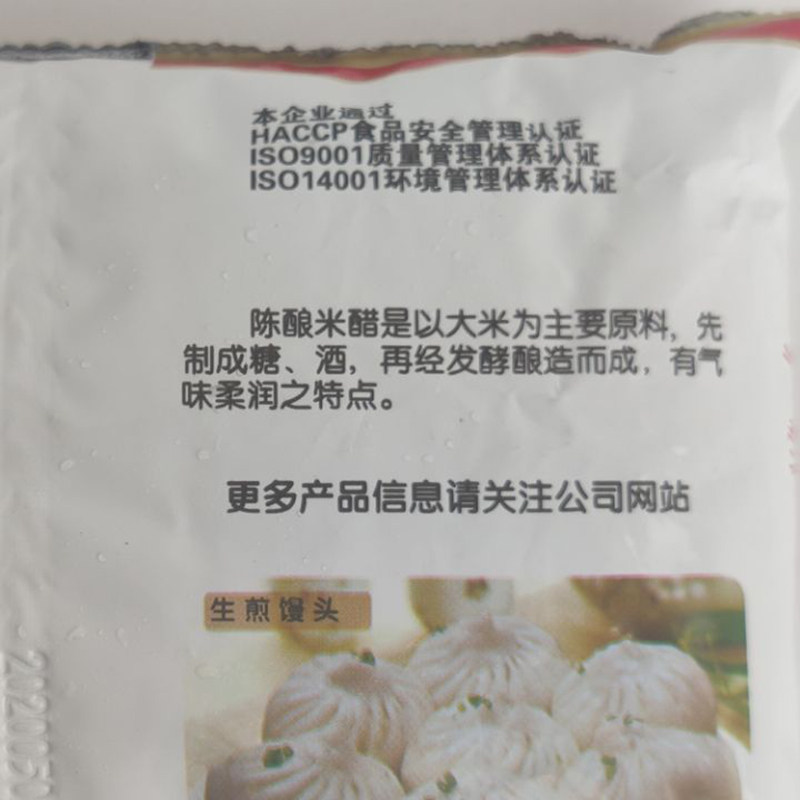 本企业通过
HACCP食品安全管理认证
ISO9001质量管理体系认证
ISO14001环境管理体系认证
陈酿米醋是以大米为主要原料，先
制成糖、酒，再经发酵酿造而成，有气
味柔润之特点。
更多产品信息请关注公司网站
生煎馒头
2020050